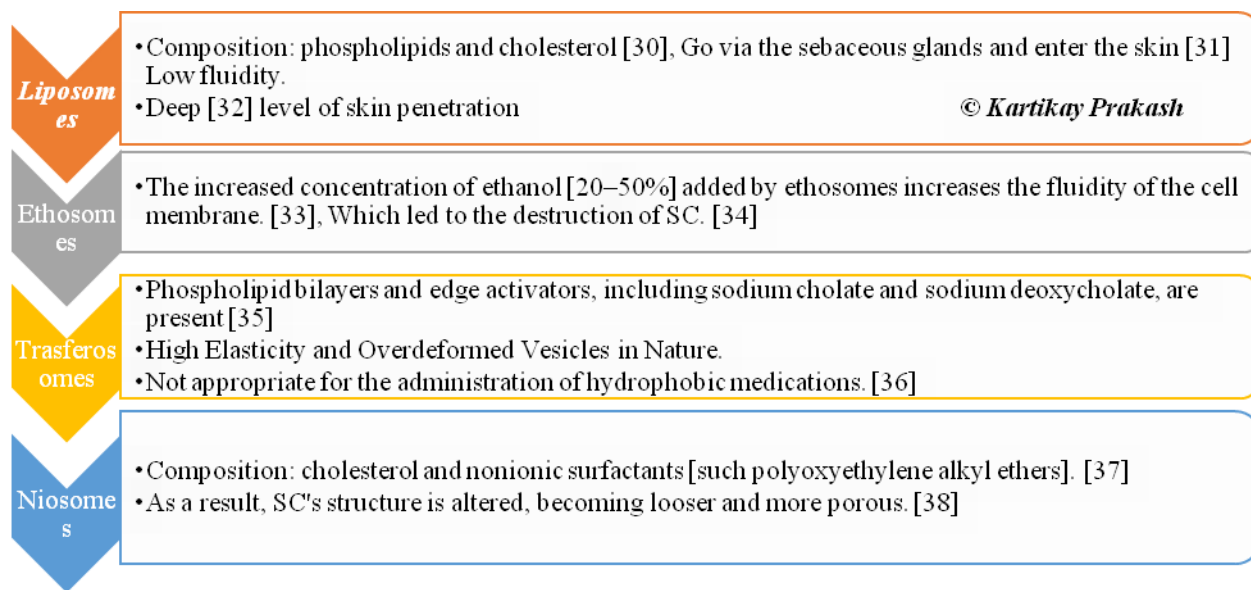 Liposom
es
•Composition: phospholipids and cholesterol [30], Go via the sebaceous glands and enter the skin [31]
Low fluidity.
•Deep [32] level of skin penetration
© Kartikay Prakash
Ethosom
es
•The increased concentration of ethanol [20–50%] added by ethosomes increases the fluidity of the cell
membrane. [33], Which led to the destruction of SC. [34]
Trasferos
omes
•Phospholipid bilayers and edge activators, including sodium cholate and sodium deoxycholate, are
present [35]
•High Elasticity and Overdeformed Vesicles in Nature.
•Not appropriate for the administration of hydrophobic medications. [36]
Niosome
s
•Composition: cholesterol and nonionic surfactants [such polyoxyethylene alkyl ethers]. [37]
•As a result, SC's structure is altered, becoming looser and more porous. [38]